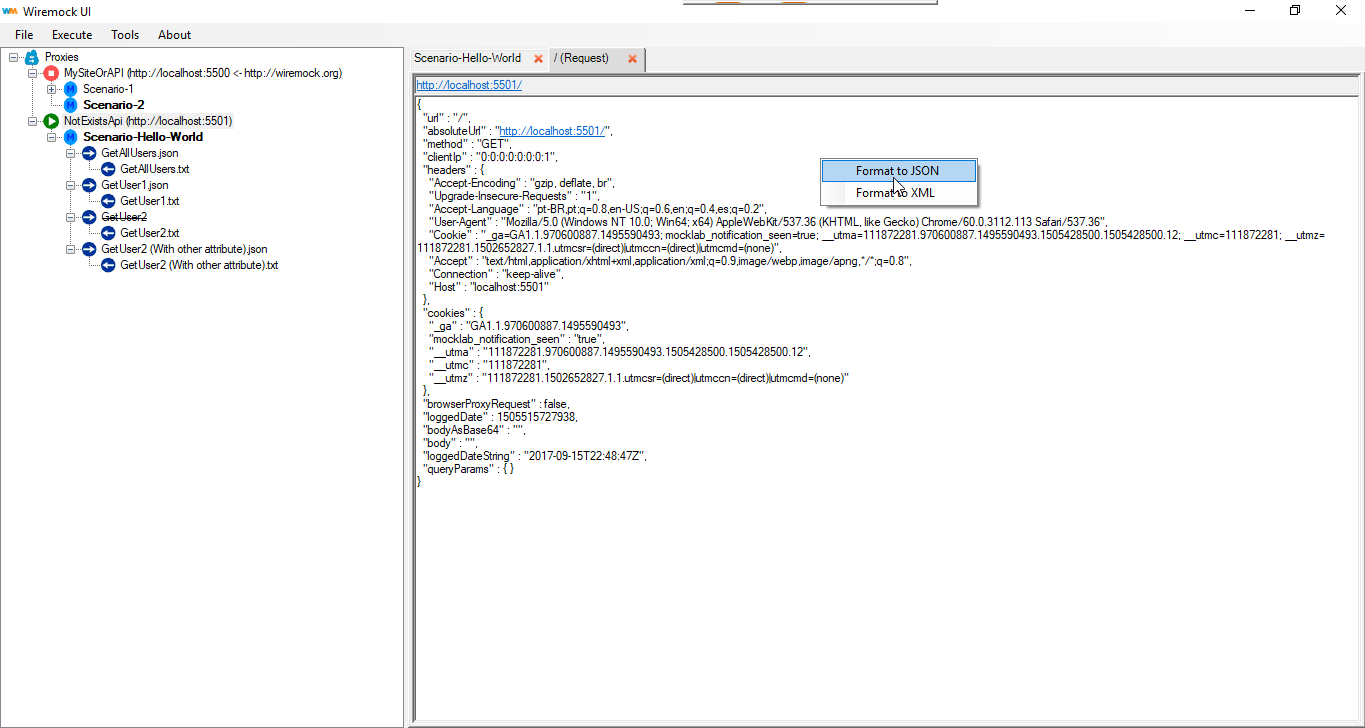 WM Wiremock UI
File Execute Tools About
Proxies
MySiteOrAPI (http://localhost:5500 <- http://wiremock.org)
Scenario-1
M Scenario-2
NotExistsApi (http://localhost:5501)
M Scenario-Hello-World
GetAllUsers.json
GetAllUsers.txt
GetUser1.json
GetUser1.txt
GetUser2
GetUser2.txt
GetUser2 (With other attribute).json
GetUser2 (With other attribute).txt
Scenario-Hello-World / (Request)
http://localhost:5501/
{
"url" : "/",
"absoluteUrl" : "http://localhost:5501/",
"method" : "GET",
"clientIp" : "0:0:0:0:0:0:0:1",
"headers" : {
"Accept-Encoding" : "gzip, deflate, br",
"Upgrade-Insecure-Requests" : "1",
"Accept-Language" : "pt-BR,pt;q=0.8,en-US;q=0.6,en;q=0.4,es;q=0.2",
"User-Agent" : "Mozilla/5.0 (Windows NT 10.0; Win64; x64) AppleWebKit/537.36 (KHTML, like Gecko) Chrome/60.0.3112.113 Safari/537.36"
"Cookie" : "_ga=GA1.1.970600887.1495590493; mocklab_notification_seen=true; __utma=111872281.970600887.1495590493.1505428500.1505428500.12; __utmc=111872281; __utmz=
111872281.1502652827.1.1.utmcsr=(direct)|utmccn=(direct)|utmcmd=(none)",
"Accept" : "text/html,application/xhtml+xml,application/xml;q=0.9,image/webp,image/apng,*/*;q=0.8",
"Connection" : "keep-alive",
"Host" : "localhost:5501"
},
"cookies" : {
"_ga" : "GA1.1.970600887.1495590493",
"mocklab_notification_seen" : "true",
"__utma" : "111872281.970600887.1495590493.1505428500.1505428500.12",
"__utmc" : "111872281",
"__utmz" : "111872281.1502652827.1.1.utmcsr=(direct)|utmccn=(direct)|utmcmd=(none)"
},
"browserProxyRequest" : false,
"loggedDate" : 1505515727938,
"bodyAsBase64" : "",
"body" : "",
"loggedDateString" : "2017-09-15T22:48:47Z",
"queryParams" : { }
}
Format to JSON
Format to XML